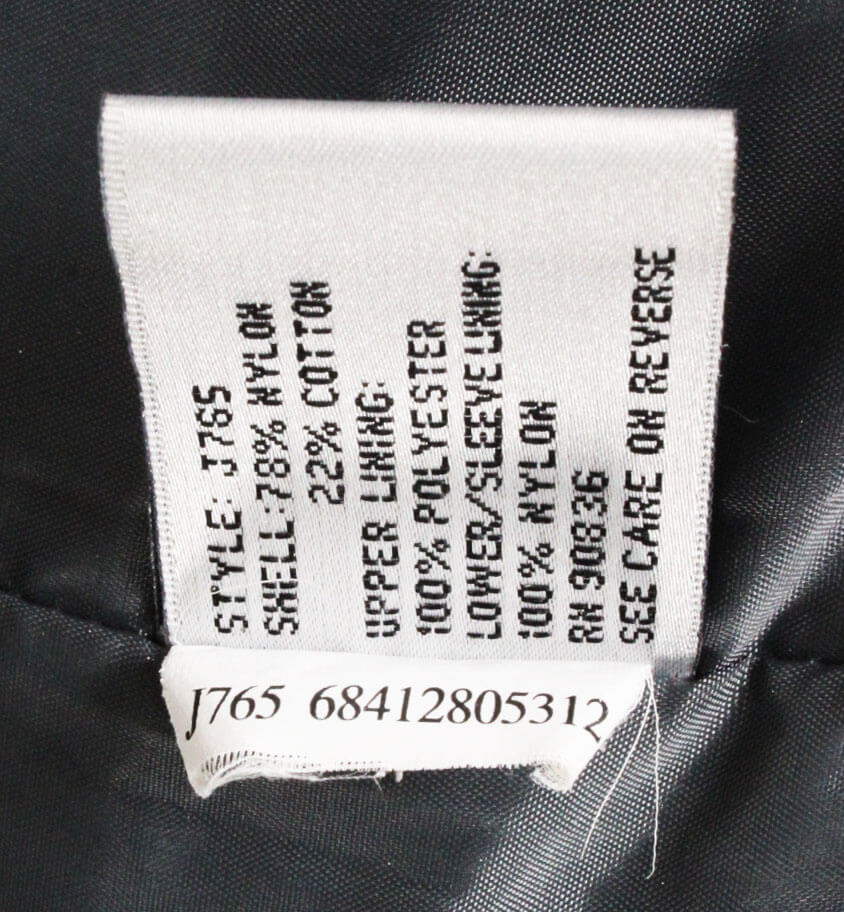 STYLE: J765
SHELL:78% NYLON
22% COTTON
UPPER LINING:
100% POLYESTER
LOWER/SLEEVE LINING:
100% NYLON
RN 90836
SEE CARE ON REVERSE
J765 68412805312